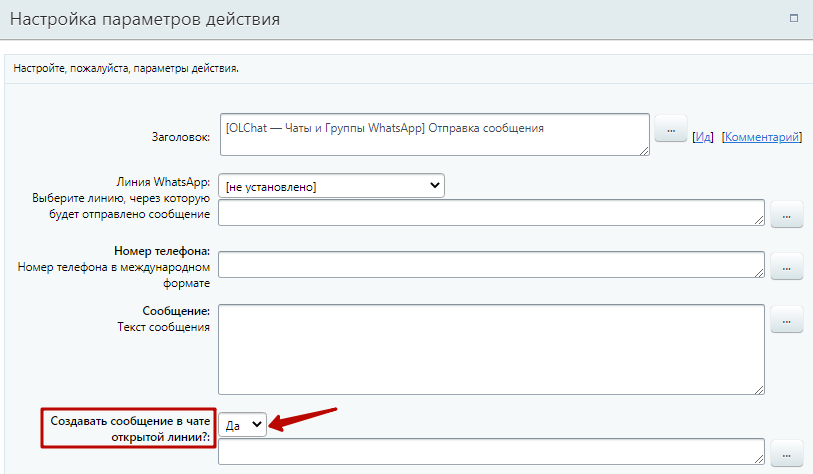 Настройка параметров действия
Настройте, пожалуйста, параметры действия.
Заголовок:
[OLChat — Чаты и Группы WhatsApp] Отправка сообщения
...
[Ид] [Комментарий]
Линия WhatsApp:
Выберите линию, через которую
будет отправлено сообщение
[не установлено]
...
Номер телефона:
Номер телефона в международном
формате
...
Сообщение:
Текст сообщения
...
Создавать сообщение в чате
открытой линии?:
Да
...